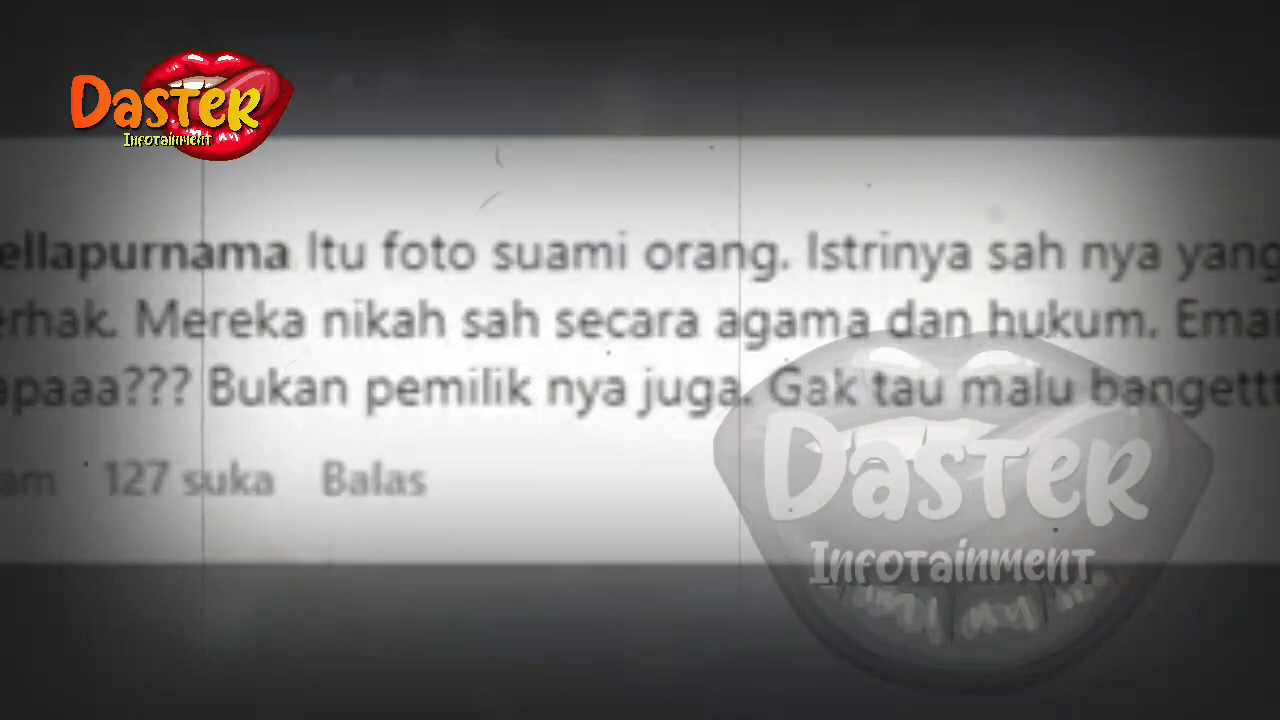 DASTER
INFOTAINMENT
ellapurnama Itu foto suami orang. Istrinya sah nya yang
erhak. Mereka nikah sah secara agama dan hukum. Ema
apaaa??? Bukan pemilik nya juga. Gak tau malu bangettt
am 127 suka Balas
DASTER
INFOTAINMENT